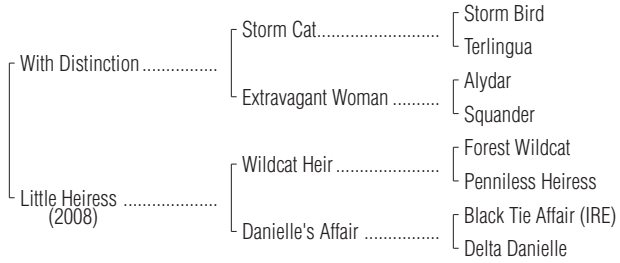 Storm Bird
Storm Cat.......................................
Terlingua
With Distinction ................
Alydar
Extravagant Woman ..........
Squander
Forest Wildcat
Wildcat Heir ......................
Penniless Heiress
Little Heiress ...................
(2008)
Black Tie Affair (IRE)
Danielle's Affair ................
Delta Danielle